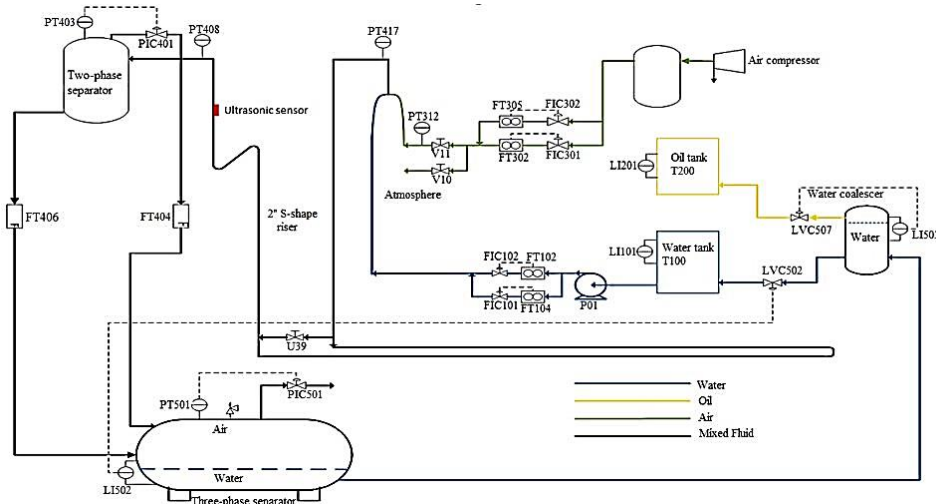 PT403
PIC401
PT408
PT417
Two-phase
separator
Ultrasonic sensor
Air compressor
FT305
FIC302
PT312
FT302
FIC301
V11
V10
Atmosphere
LI201
Oil tank
T200
Water coalescer
LVC507
Water
FT406
FT404
2" S-shape
riser
FIC102
FT102
LI101
Water tank
T100
LVC502
FIC101
FT104
P01
U39
PT501
PIC501
Air
Water
LI502
Three-phase separator
Water
Oil
Air
Mixed Fluid